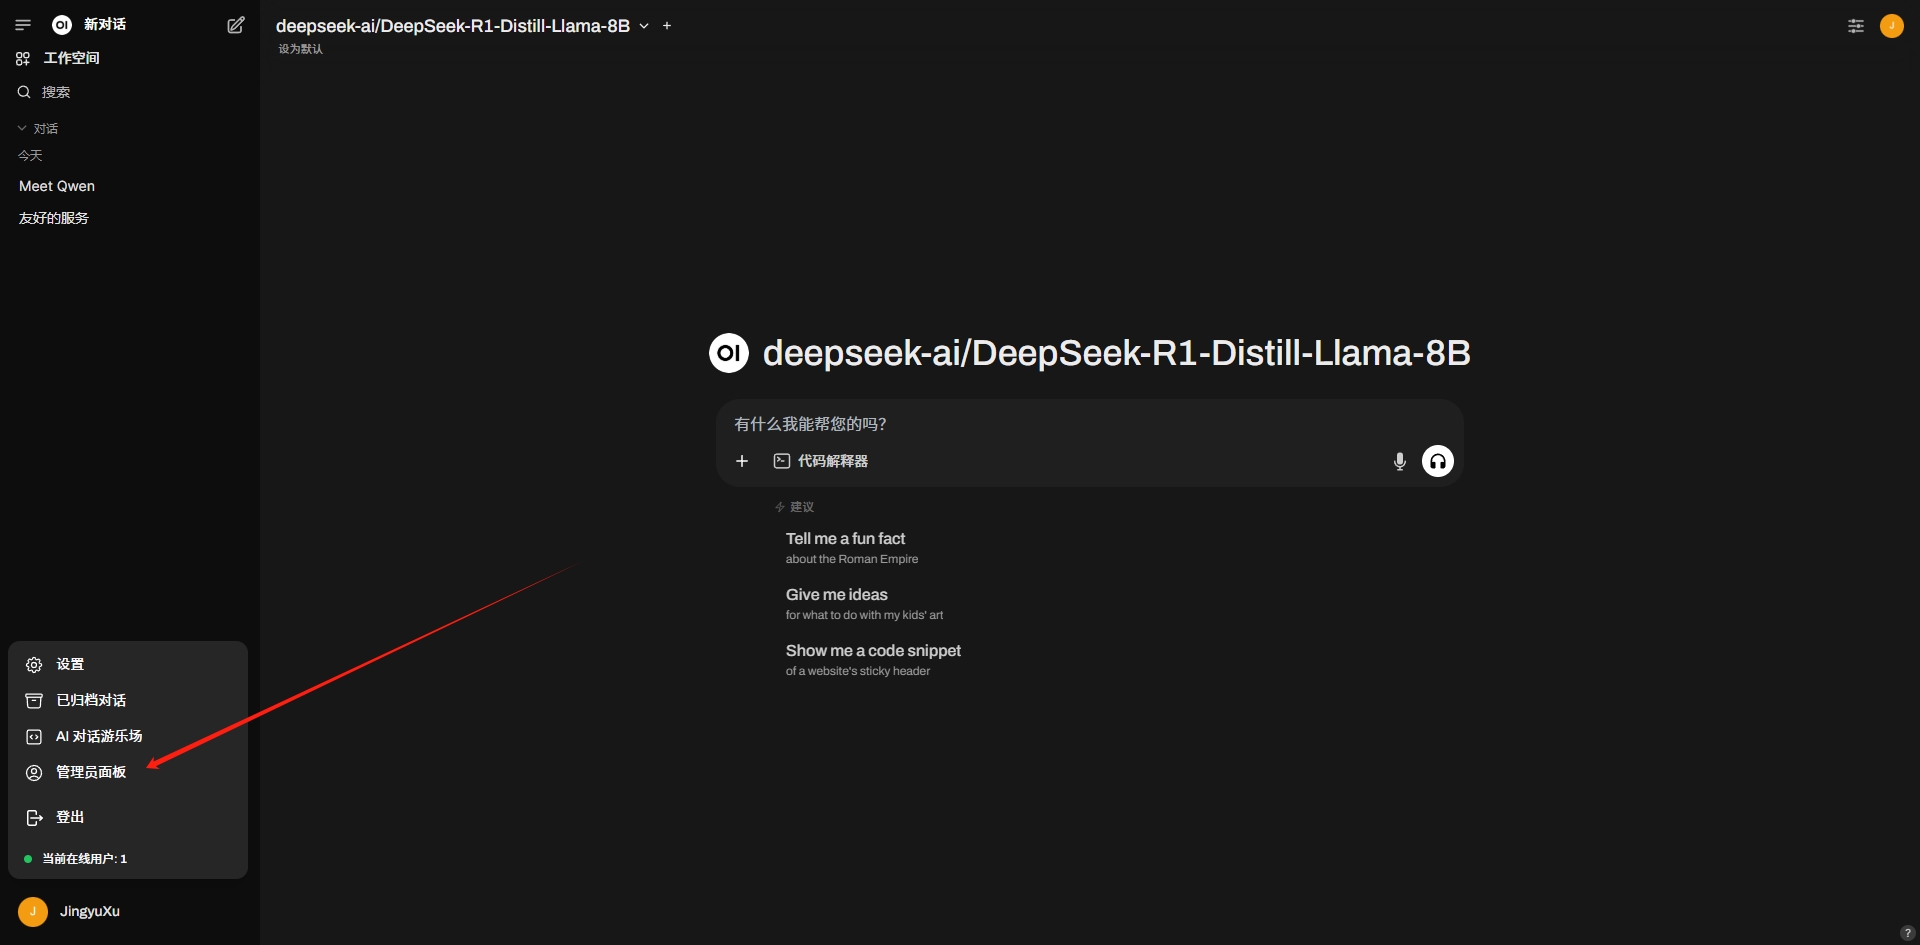 OI 新对话
工作空间
搜索
对话
今天
Meet Qwen
友好的服务
设置
已归档对话
AI 对话游乐场
管理员面板
登出
当前在线用户: 1
J JingyuXu
deepseek-ai/DeepSeek-R1-Distill-Llama-8B
设为默认
J
OI deepseek-ai/DeepSeek-R1-Distill-Llama-8B
有什么我能帮您的吗？
代码解释器
建议
Tell me a fun fact
about the Roman Empire
Give me ideas
for what to do with my kids' art
Show me a code snippet
of a website's sticky header
?